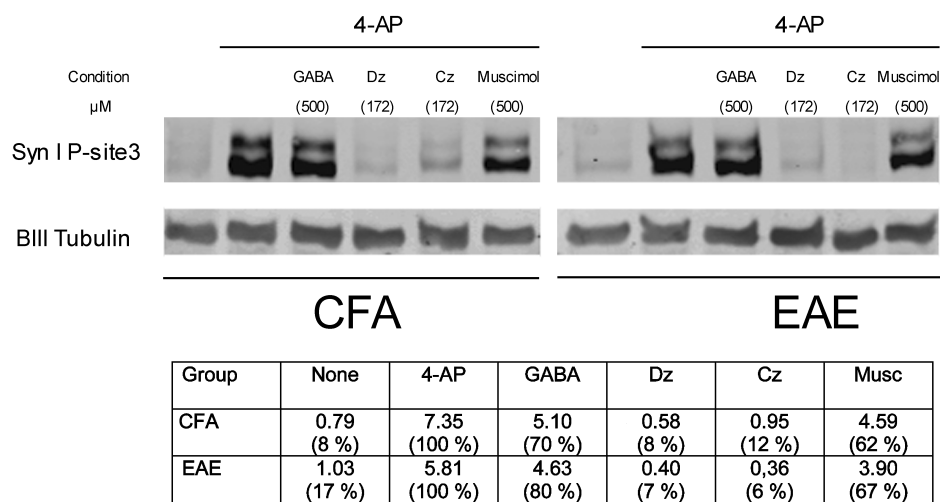 4-AP 4-AP
Condition GABA Dz Cz Muscimol GABA Dz Cz Muscimol
µM (500) (172) (172) (500) (500) (172) (172) (500)
Syn I P-site3
BIII Tubulin
CFA EAE
Group None 4-AP GABA Dz Cz Musc
CFA 0.79 7.35 5.10 0.58 0.95 4.59
(8 %) (100 %) (70 %) (8 %) (12 %) (62 %)
EAE 1.03 5.81 4.63 0.40 0,36 3.90
(17 %) (100 %) (80 %) (7 %) (6 %) (67 %)